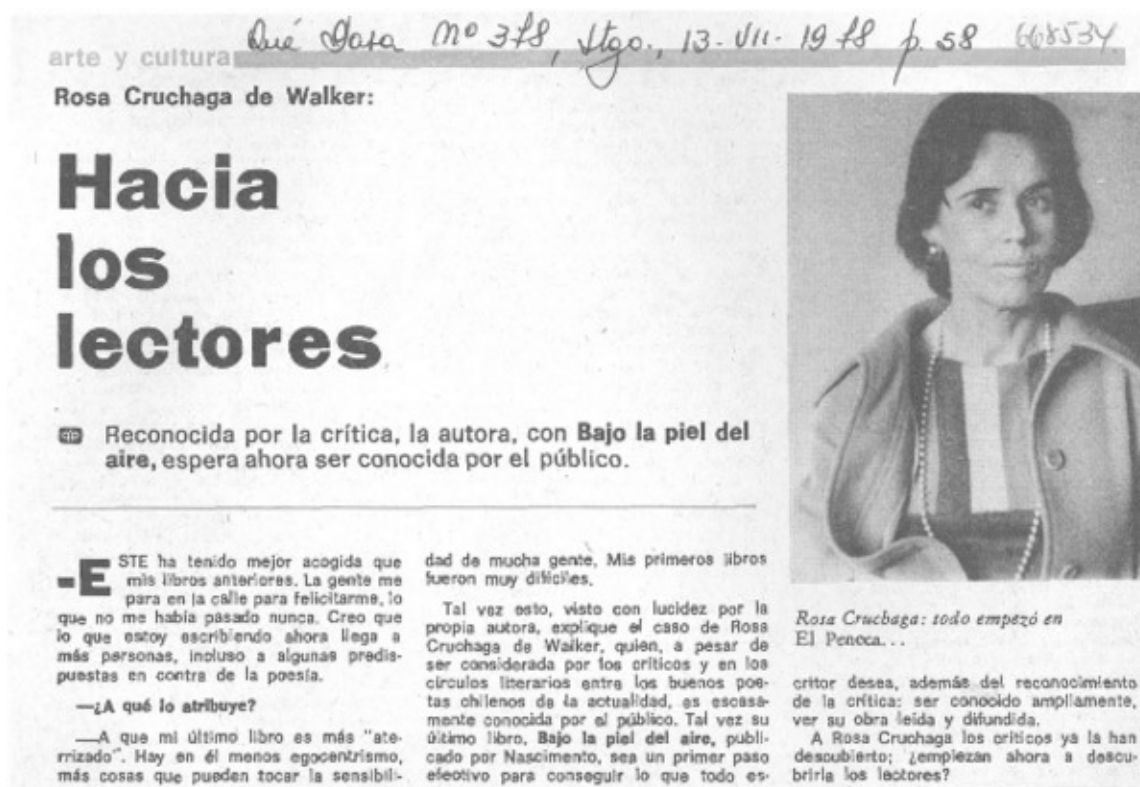 Qué Pasa Nº 378, Stgo., 13-VII-1978 p. 58 668534
arte y cultura
Rosa Cruchaga de Walker:
Hacia
los
lectores
Reconocida por la crítica, la autora, con Bajo la piel del
aire, espera ahora ser conocida por el público.
—ESTE ha tenido mejor acogida que
mis libros anteriores. La gente me
para en la calle para felicitarme, lo
que no me había pasado nunca. Creo que
lo que estoy escribiendo ahora llega a
más personas, incluso a algunas predis-
puestas en contra de la poesía.
—¿A qué lo atribuye?
—A que mi último libro es más "ate-
rrizado". Hay en él menos egocentrismo,
más cosas que pueden tocar la sensibili-
dad de mucha gente. Mis primeros libros
fueron muy difíciles.
Tal vez esto, visto con lucidez por la
propia autora, explique el caso de Rosa
Cruchaga de Walker, quien, a pesar de
ser considerada por los críticos y en los
círculos literarios entre los buenos poe-
tas chilenos de la actualidad, es escasa-
mente conocida por el público. Tal vez su
último libro, Bajo la piel del aire, publi-
cado por Nascimento, sea un primer paso
efectivo para conseguir lo que todo es-
Rosa Cruchaga: todo empezó en
El Peneca...
critor desea, además del reconocimiento
de la crítica: ser conocido ampliamente,
ver su obra leída y difundida.
A Rosa Cruchaga los críticos ya la han
descubierto; ¿empiezan ahora a descu-
brirla los lectores?